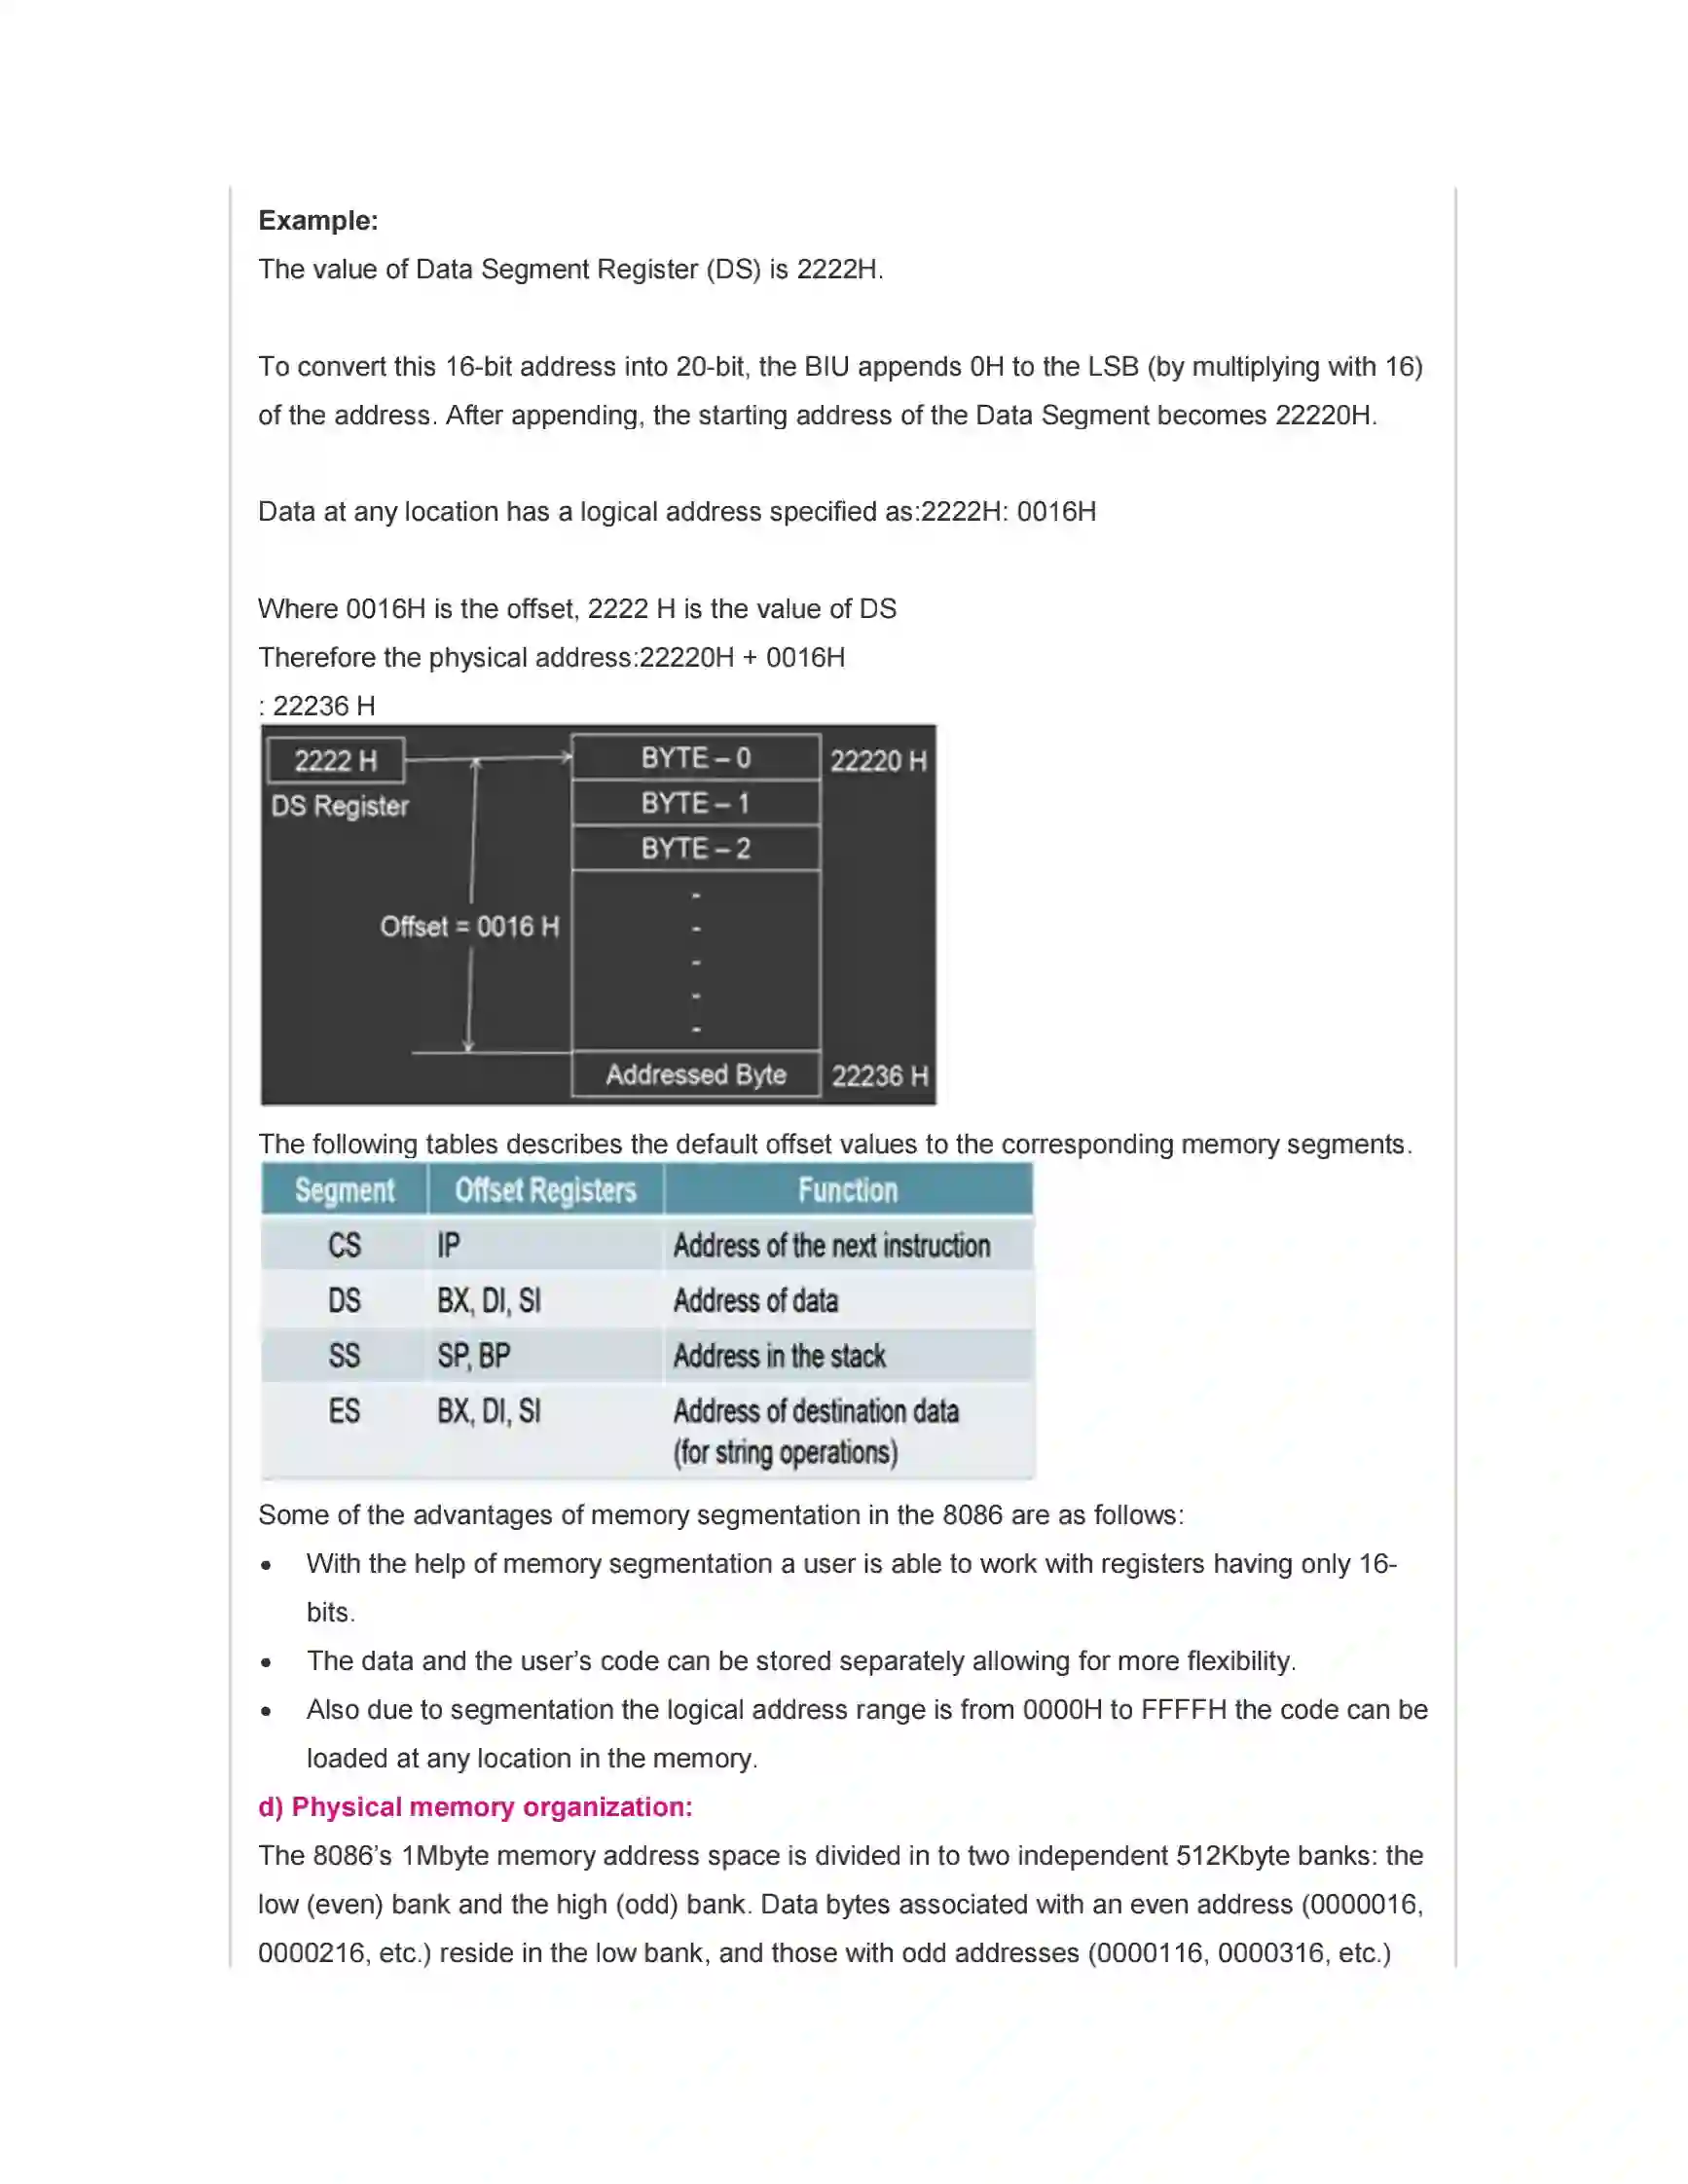 Example:
The value of Data Segment Register (DS) is 2222H.
To convert this 16-bit address into 20-bit, the BIU appends 0H to the LSB (by multiplying with 16)
of the address. After appending, the starting address of the Data Segment becomes 22220H.
Data at any location has a logical address specified as:2222H: 0016H
Where 0016H is the offset, 2222 H is the value of DS
Therefore the physical address:22220H + 0016H
: 22236 H
2222 H BYTE – 0 22220 H
DS Register BYTE – 1
BYTE – 2
-
-
Offset = 0016 H
-
-
-
Addressed Byte 22236 H
The following tables describes the default offset values to the corresponding memory segments.
Segment Offset Registers Function
CS IP Address of the next instruction
DS BX, DI, SI Address of data
SS SP, BP Address in the stack
ES BX, DI, SI Address of destination data
(for string operations)
Some of the advantages of memory segmentation in the 8086 are as follows:
• With the help of memory segmentation a user is able to work with registers having only 16-
bits.
• The data and the user’s code can be stored separately allowing for more flexibility.
• Also due to segmentation the logical address range is from 0000H to FFFFH the code can be
loaded at any location in the memory.
d) Physical memory organization:
The 8086’s 1Mbyte memory address space is divided in to two independent 512Kbyte banks: the
low (even) bank and the high (odd) bank. Data bytes associated with an even address (0000016,
0000216, etc.) reside in the low bank, and those with odd addresses (0000116, 0000316, etc.)